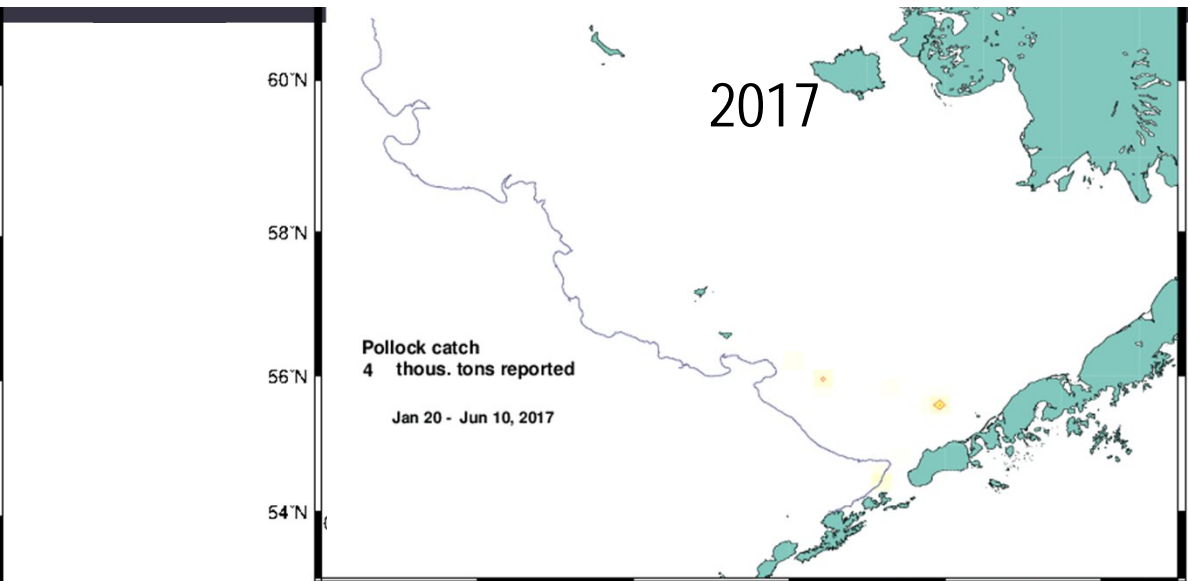 60°N
2017
58°N
Pollock catch
4 thous. tons reported
56°N
Jan 20 - Jun 10, 2017
54°N